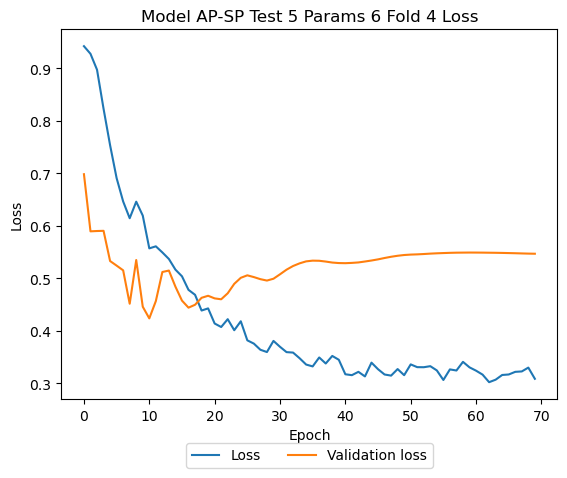 Model AP-SP Test 5 Params 6 Fold 4 Loss
Loss
0.9
0.8
0.7
0.6
0.5
0.4
0.3
0 10 20 30 40 50 60 70
Epoch
Loss Validation loss